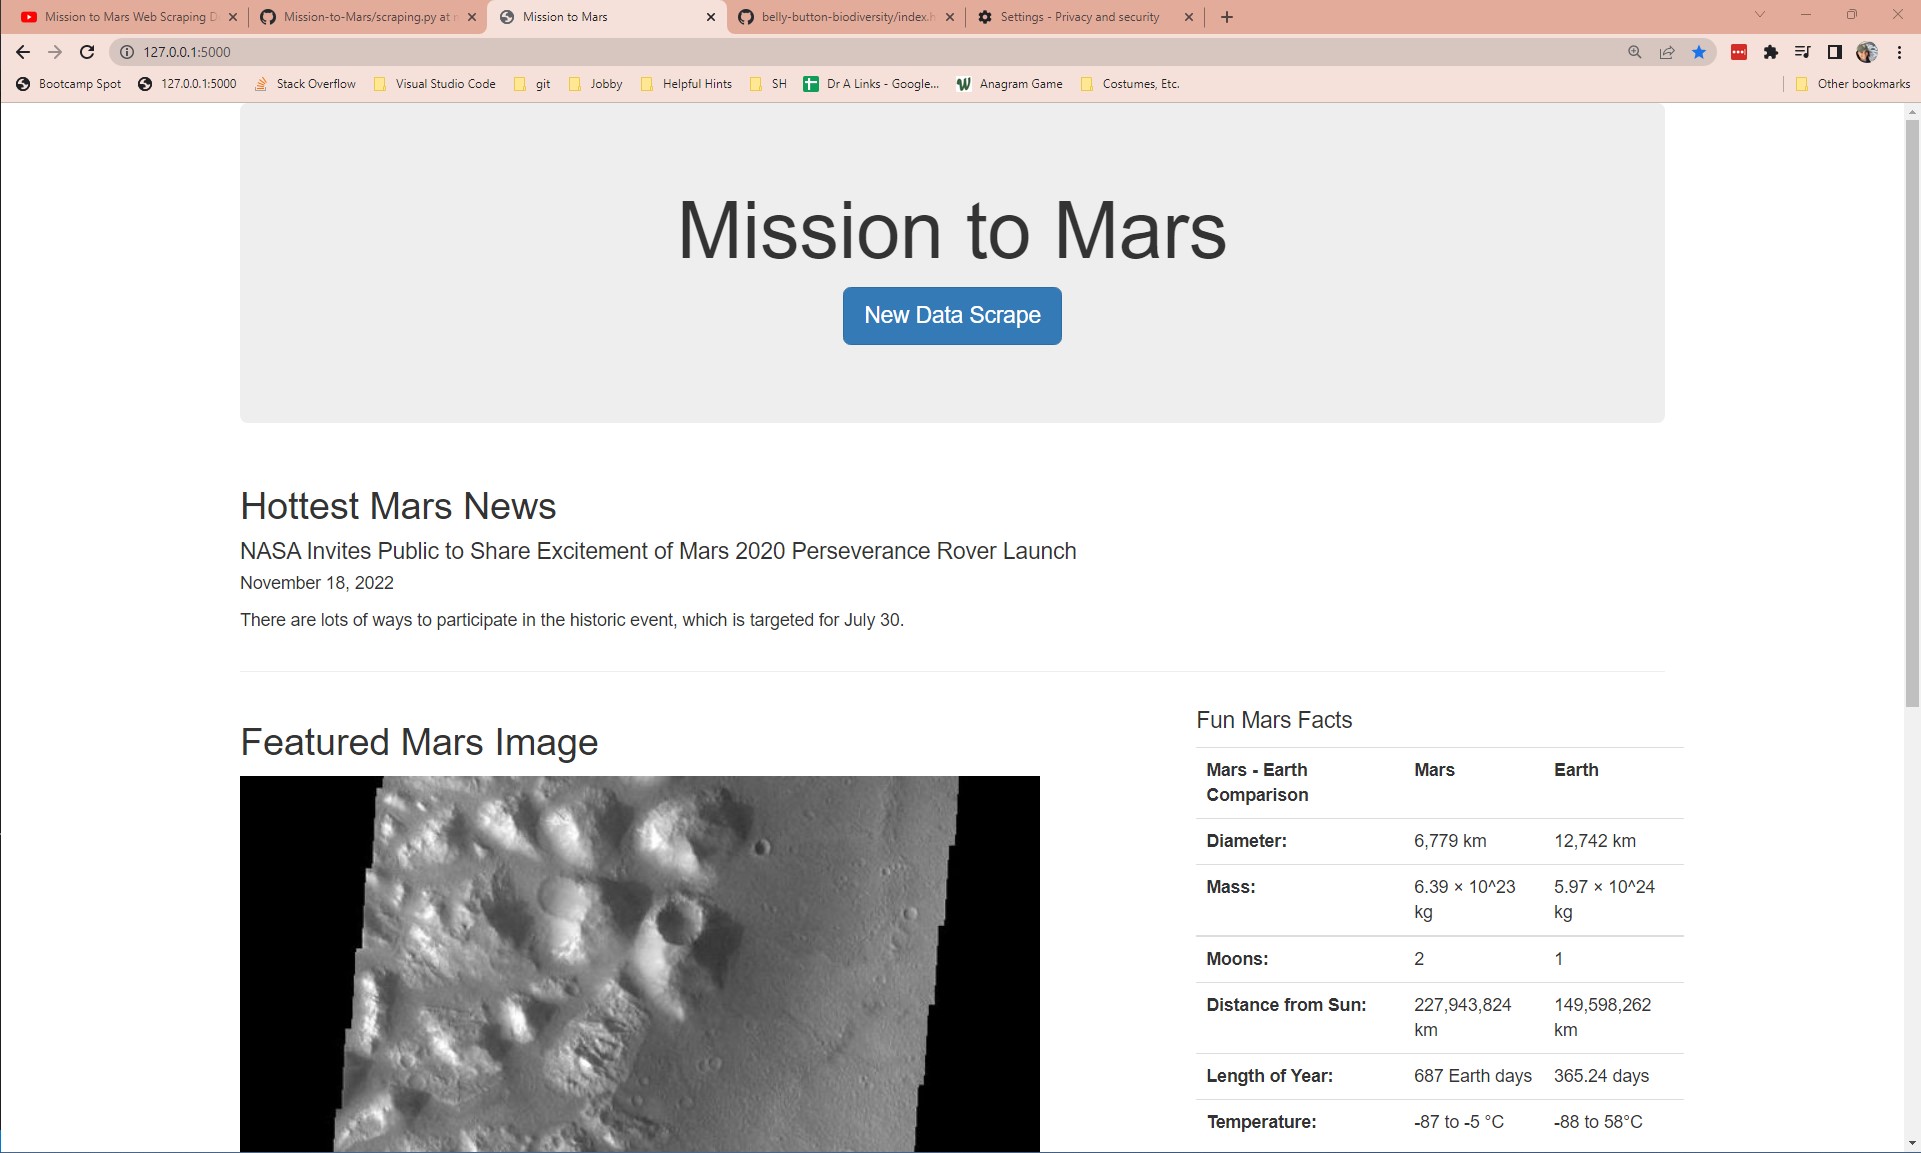 Mission to Mars Web Scraping D
Mission-to-Mars/scraping.py at
Mission to Mars
belly-button-biodiversity/index.h
Settings - Privacy and security
127.0.0.1:5000
Bootcamp Spot
127.0.0.1:5000
Stack Overflow
Visual Studio Code
git
Jobby
Helpful Hints
SH
Dr A Links - Google...
Anagram Game
Costumes, Etc.
Other bookmarks
Mission to Mars
New Data Scrape
Hottest Mars News
NASA Invites Public to Share Excitement of Mars 2020 Perseverance Rover Launch
November 18, 2022
There are lots of ways to participate in the historic event, which is targeted for July 30.
Featured Mars Image
Fun Mars Facts
Mars - Earth Comparison Mars Earth
Diameter: 6,779 km 12,742 km
Mass: 6.39 × 10^23 kg 5.97 × 10^24 kg
Moons: 2 1
Distance from Sun: 227,943,824 km 149,598,262 km
Length of Year: 687 Earth days 365.24 days
Temperature: -87 to -5 °C -88 to 58°C